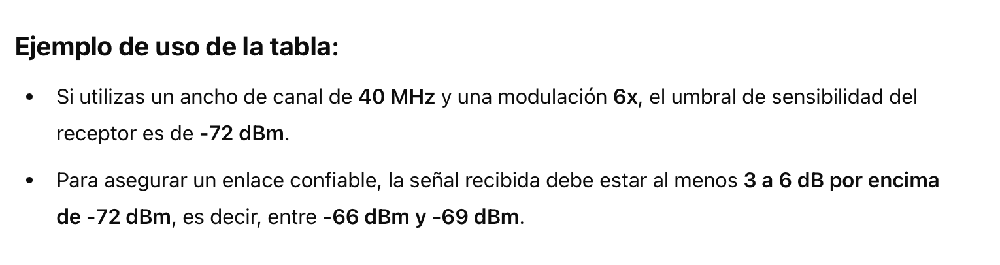 Ejemplo de uso de la tabla:
• Si utilizas un ancho de canal de 40 MHz y una modulación 6x, el umbral de sensibilidad del
receptor es de -72 dBm.
• Para asegurar un enlace confiable, la señal recibida debe estar al menos 3 a 6 dB por encima
de -72 dBm, es decir, entre -66 dBm y -69 dBm.